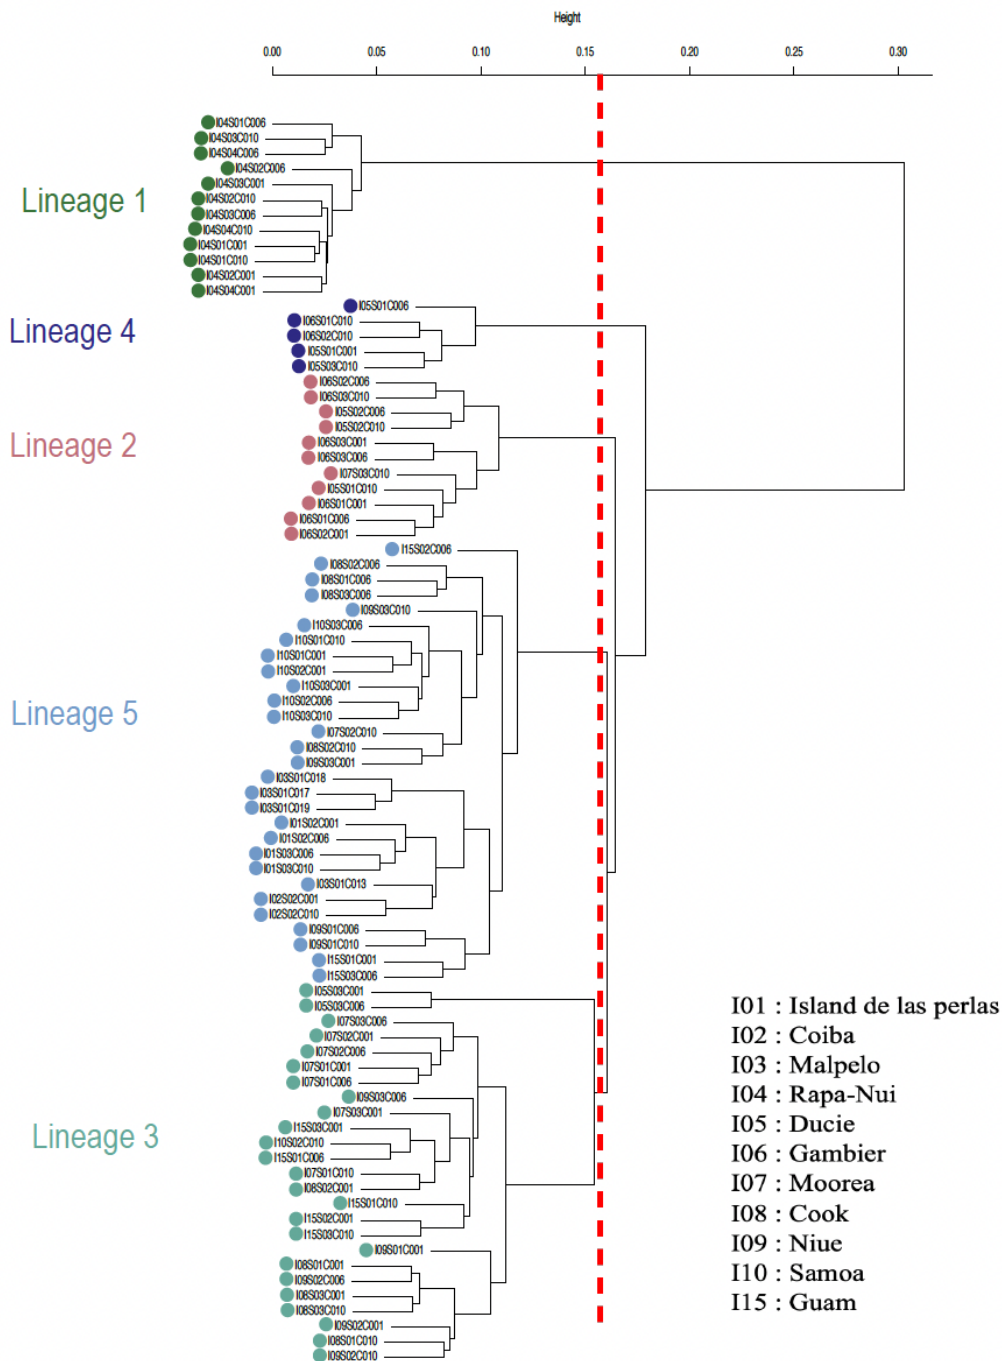 Height
0.00 0.05 0.10 0.15 0.20 0.25 0.30
Lineage 1
I04S01C006
I04S03C010
I04S04C006
I04S02C006
I04S03C001
I04S02C010
I04S03C006
I04S04C010
I04S01C001
I04S01C010
I04S02C001
I04S04C001
Lineage 4
I05S01C006
I06S01C010
I06S02C010
I05S01C001
I05S03C010
Lineage 2
I06S02C006
I06S03C010
I05S02C006
I05S02C010
I06S03C001
I06S03C006
I07S03C010
I05S01C010
I06S01C001
I06S01C006
I06S02C001
Lineage 5
I15S02C006
I08S02C006
I08S01C006
I08S03C006
I09S03C010
I10S03C006
I10S01C010
I10S01C001
I10S02C001
I10S03C001
I10S02C006
I10S03C010
I07S02C010
I08S02C010
I09S03C001
I03S01C018
I03S01C017
I03S01C019
I01S02C001
I01S02C006
I01S03C006
I01S03C010
I03S01C013
I02S02C001
I02S02C010
I09S01C006
I09S01C010
I15S01C001
I15S03C006
Lineage 3
I05S03C001
I05S03C006
I07S03C006
I07S02C001
I07S02C006
I07S01C001
I07S01C006
I09S03C006
I07S03C001
I15S03C001
I10S02C010
I15S01C006
I07S01C010
I08S02C001
I15S01C010
I15S02C001
I15S03C010
I09S01C001
I08S01C001
I09S02C006
I08S03C001
I08S03C010
I09S02C001
I08S01C010
I09S02C010
I01 : Island de las perlas
I02 : Coiba
I03 : Malpelo
I04 : Rapa-Nui
I05 : Ducie
I06 : Gambier
I07 : Moorea
I08 : Cook
I09 : Niue
I10 : Samoa
I15 : Guam